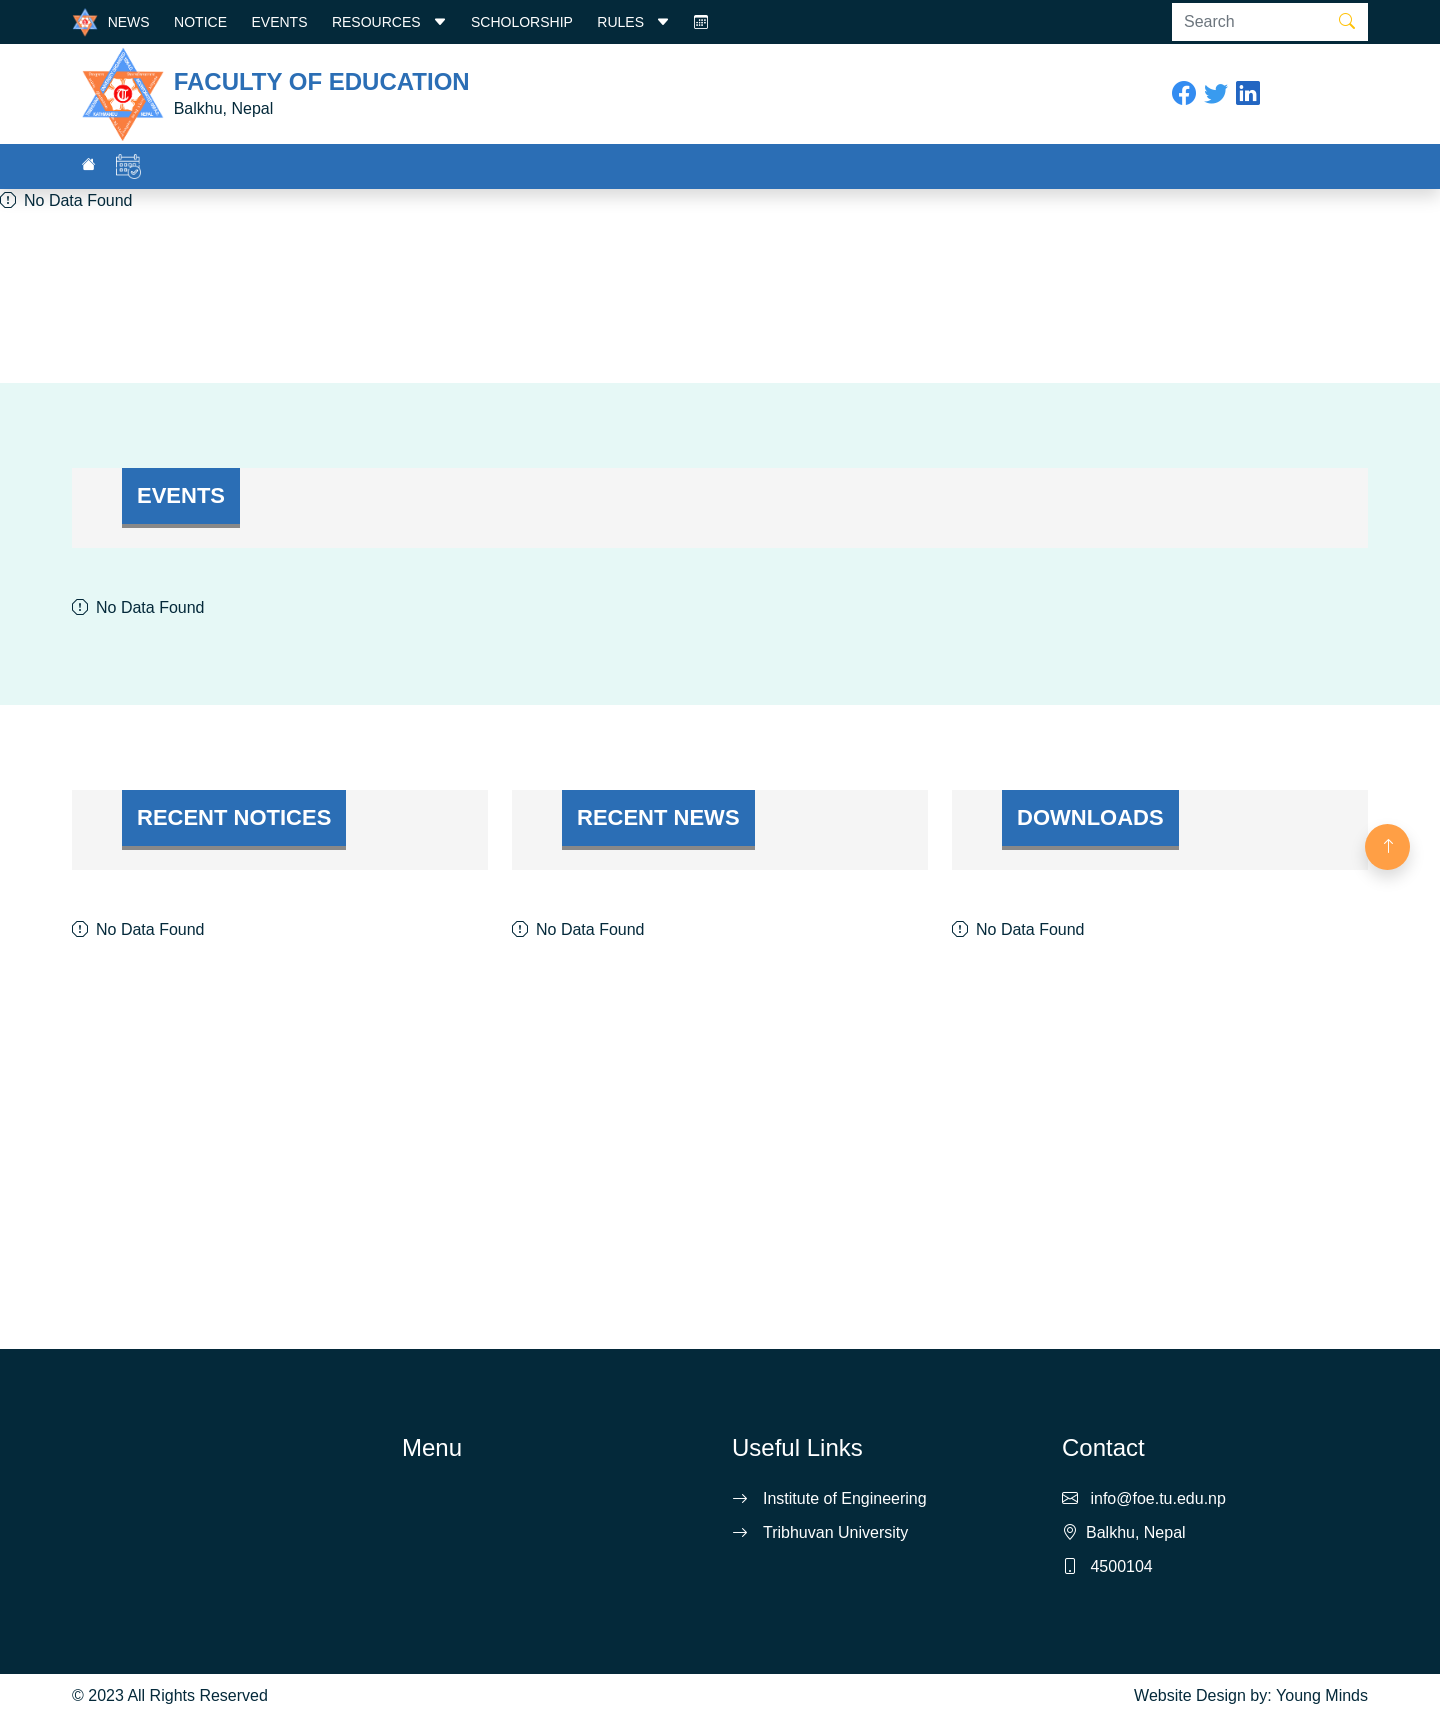 NEWS NOTICE EVENTS RESOURCES SCHOLORSHIP RULES Search
FACULTY OF EDUCATION
Balkhu, Nepal
No Data Found
EVENTS
No Data Found
RECENT NOTICES RECENT NEWS DOWNLOADS
No Data Found No Data Found No Data Found
Menu Useful Links Contact
Institute of Engineering info@foe.tu.edu.np
Tribhuvan University Balkhu, Nepal
4500104
© 2023 All Rights Reserved Website Design by: Young Minds